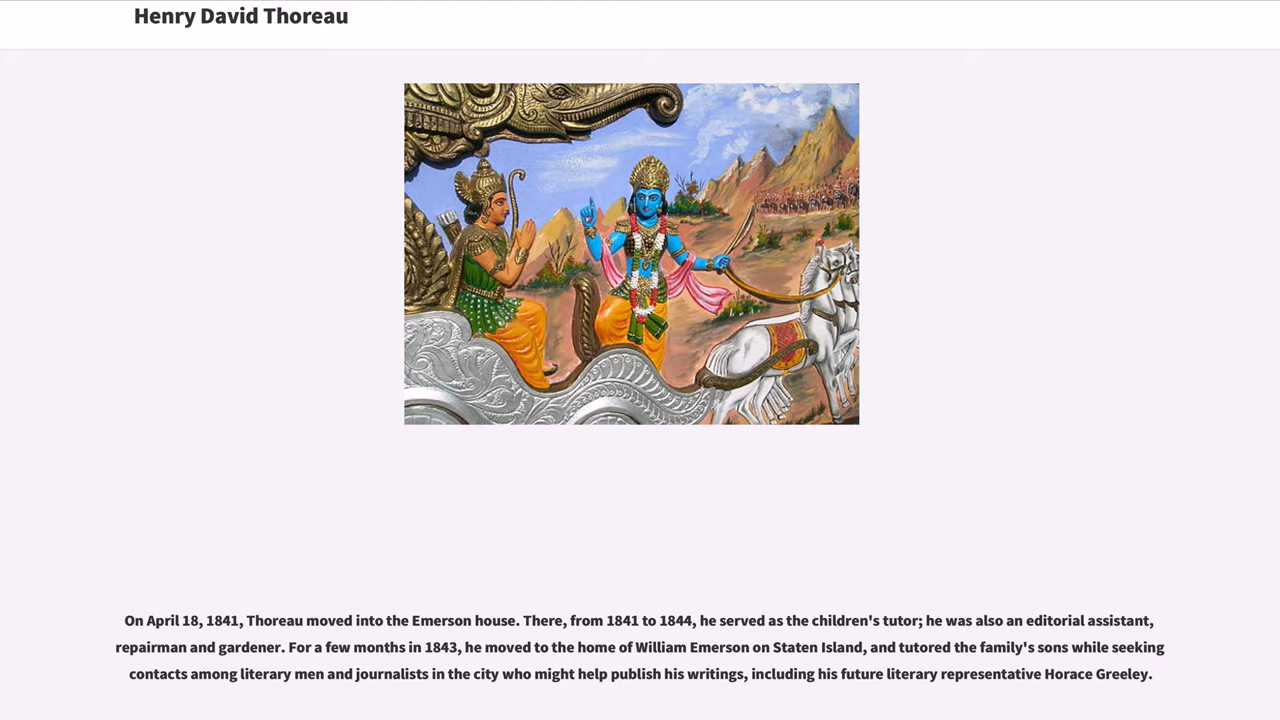 Henry David Thoreau
On April 18, 1841, Thoreau moved into the Emerson house. There, from 1841 to 1844, he served as the children's tutor; he was also an editorial assistant,
repairman and gardener. For a few months in 1843, he moved to the home of William Emerson on Staten Island, and tutored the family's sons while seeking
contacts among literary men and journalists in the city who might help publish his writings, including his future literary representative Horace Greeley.